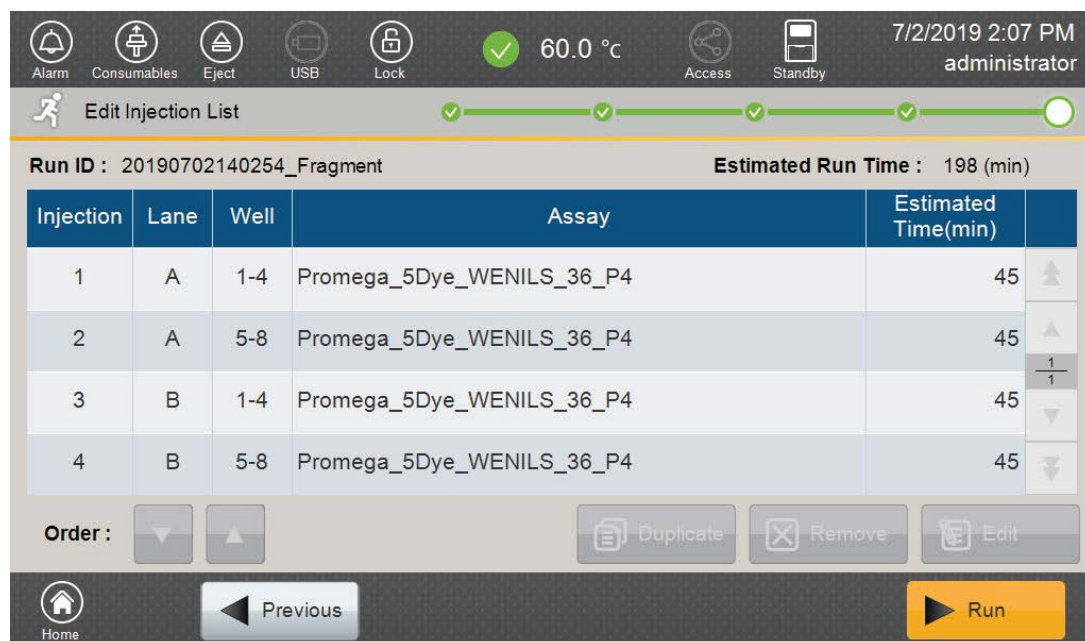 Alarm Consumables Eject USB Lock 60.0 °c Access Standby 7/2/2019 2:07 PM
administrator
Edit Injection List
Run ID : 20190702140254_Fragment Estimated Run Time : 198 (min)
Injection Lane Well Assay Estimated Time(min)
1 A 1-4 Promega_5Dye_WENILS_36_P4 45
2 A 5-8 Promega_5Dye_WENILS_36_P4 45
1
1
3 B 1-4 Promega_5Dye_WENILS_36_P4 45
4 B 5-8 Promega_5Dye_WENILS_36_P4 45
Order : Duplicate Remove Edit
Home Previous Run